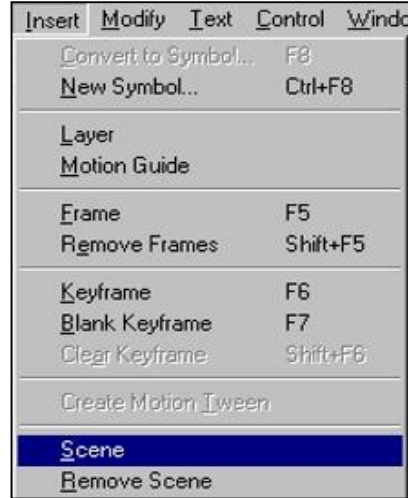 Insert Modify Text Control Windo
Convert to Symbol... F8
New Symbol... Ctrl+F8
Layer
Motion Guide
Frame F5
Remove Frames Shift+F5
Keyframe F6
Blank Keyframe F7
Clear Keyframe Shift+F6
Create Motion Tween
Scene
Remove Scene